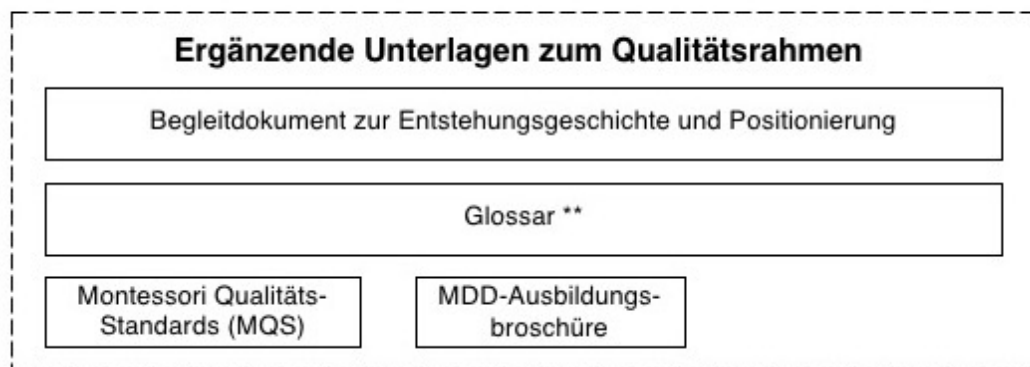 Ergänzende Unterlagen zum Qualitätsrahmen
Begleitdokument zur Entstehungsgeschichte und Positionierung
Glossar **
Montessori Qualitäts-
Standards (MQS)
MDD-Ausbildungs-
broschüre